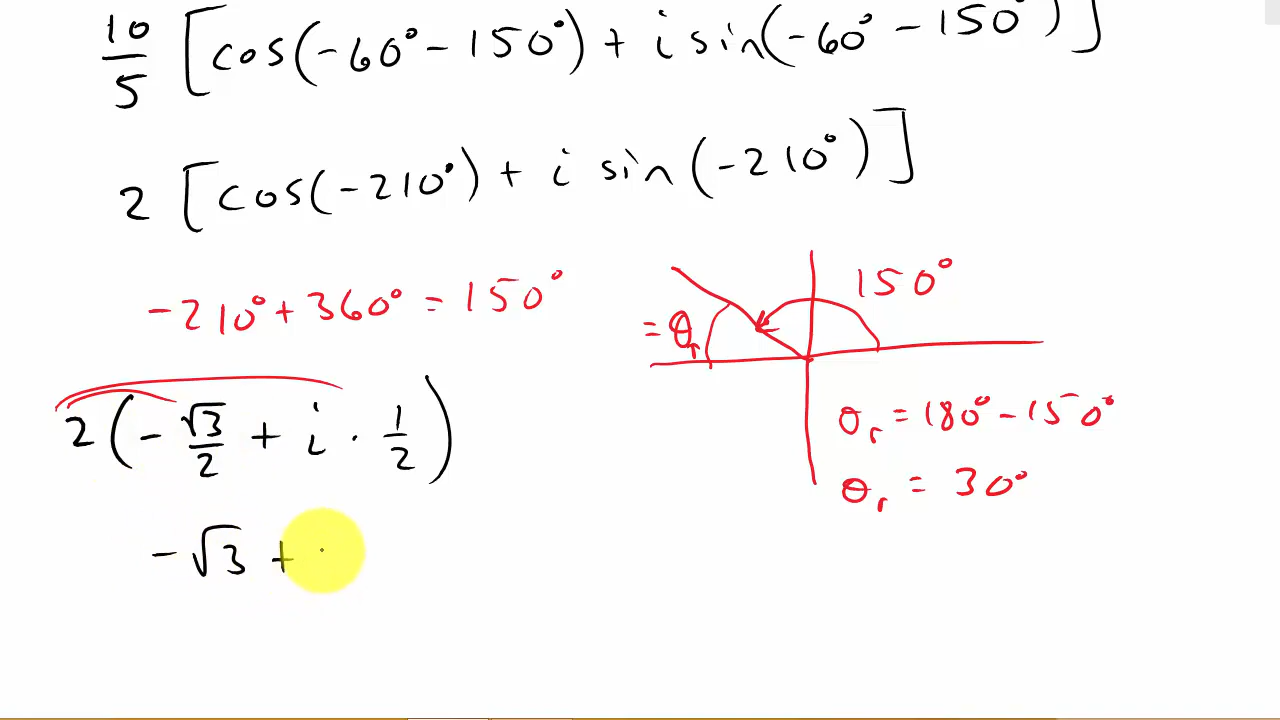 10/5 [cos(-60° - 150°) + i sin(-60° - 150°)]
2 [cos(-210°) + i sin(-210°)]
-210° + 360° = 150°
150°
= θr
2(-√3/2 + i · 1/2)
θr = 180° - 150°
θr = 30°
-√3 +